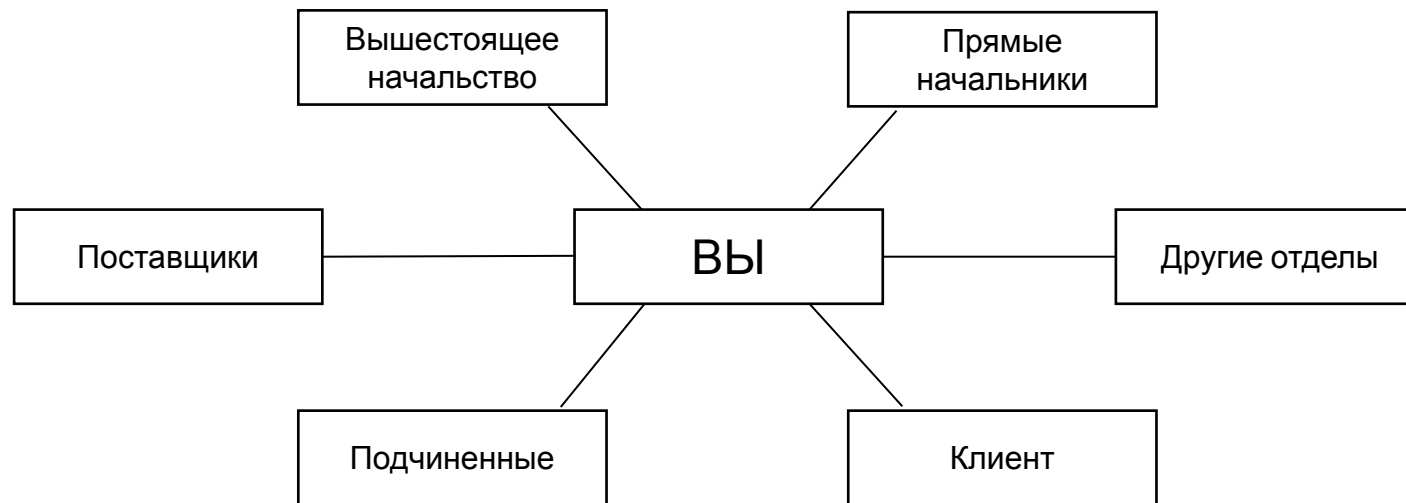 Вышестоящее
начальство
Прямые
начальники
Поставщики
ВЫ
Другие отделы
Подчиненные
Клиент